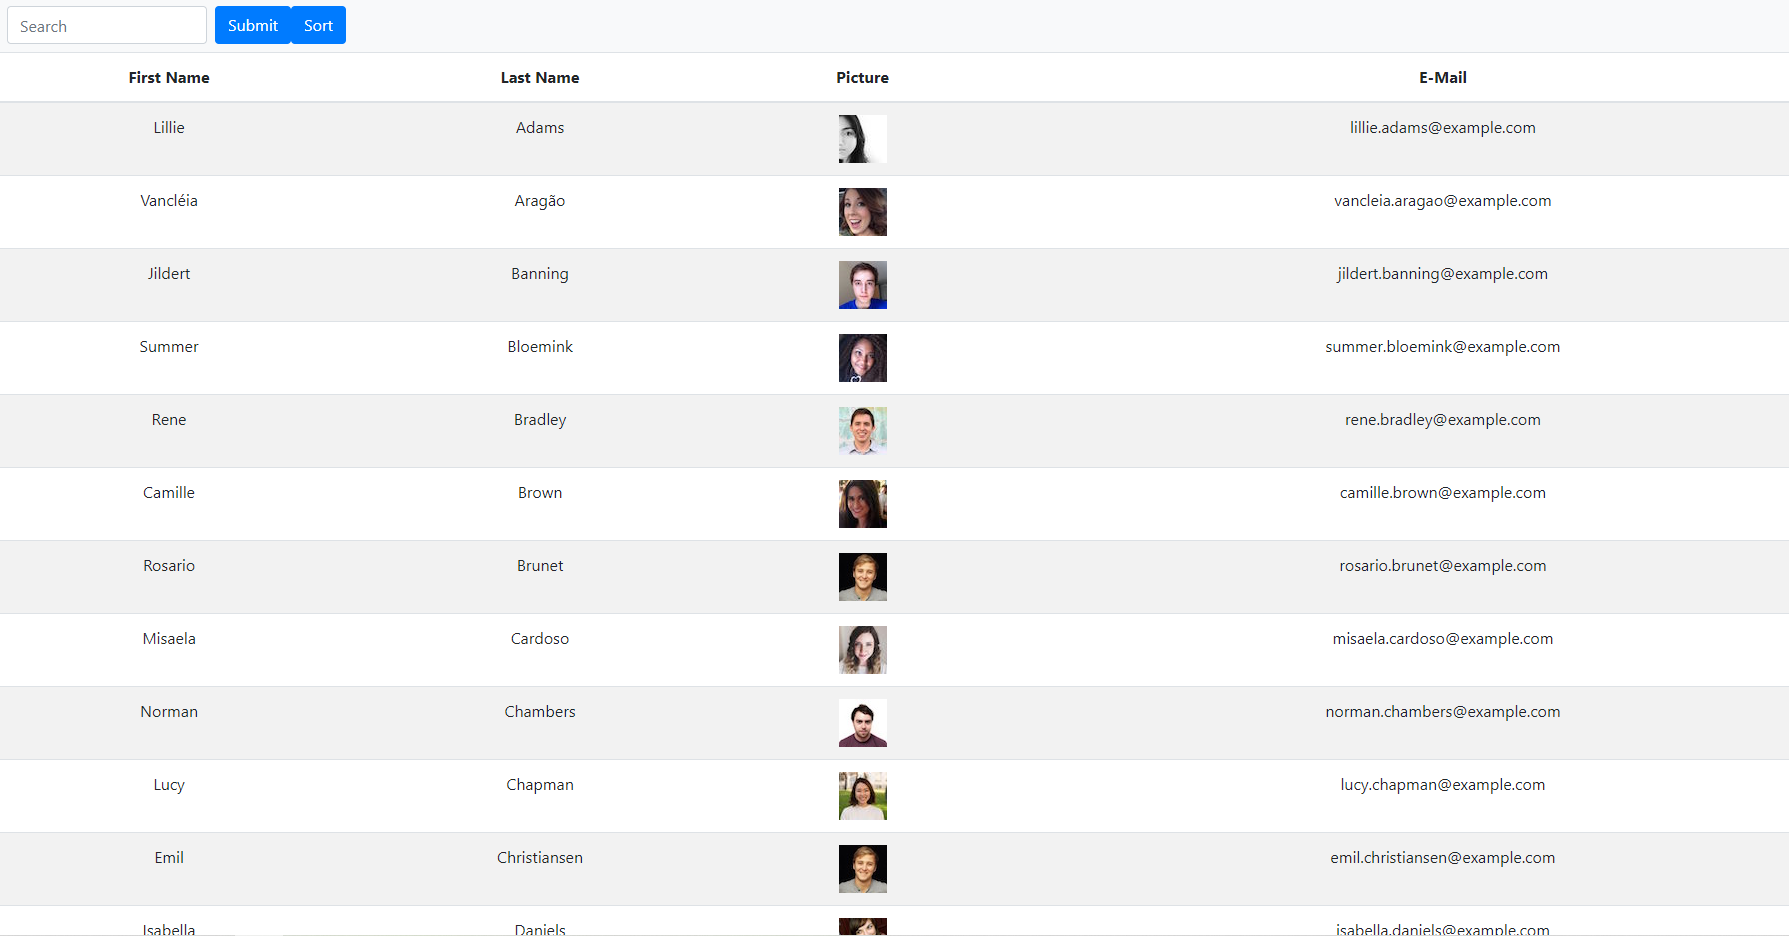 Search Submit Sort
First Name Last Name Picture E-Mail
Lillie Adams lillie.adams@example.com
Vancléia Aragão vancleia.aragao@example.com
Jildert Banning jildert.banning@example.com
Summer Bloemink summer.bloemink@example.com
Rene Bradley rene.bradley@example.com
Camille Brown camille.brown@example.com
Rosario Brunet rosario.brunet@example.com
Misaela Cardoso misaela.cardoso@example.com
Norman Chambers norman.chambers@example.com
Lucy Chapman lucy.chapman@example.com
Emil Christiansen emil.christiansen@example.com
Isabella Daniels isabella.daniels@example.com